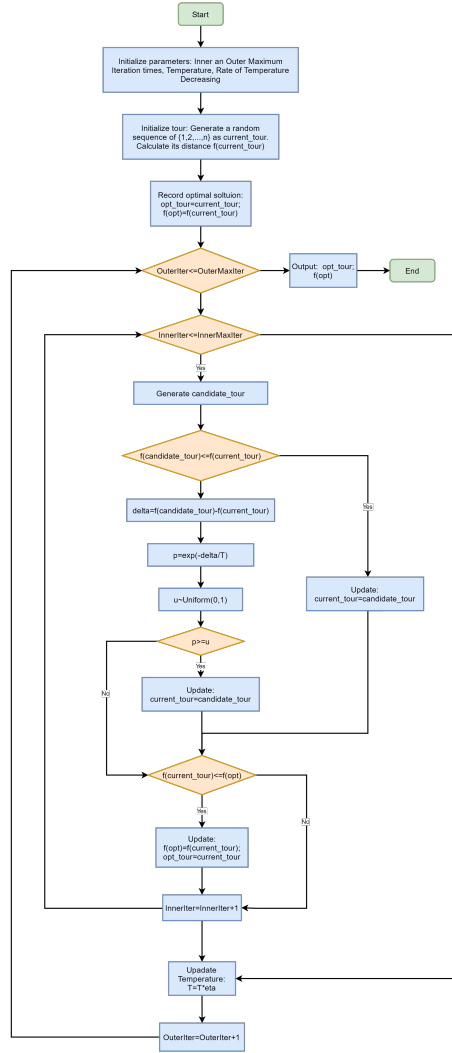 Start
Initialize parameters: Inner an Outer Maximum
Iteration times, Temperature, Rate of Temperature
Decreasing
Initialize tour: Generate a random
sequence of {1,2,...,n} as current_tour.
Calculate its distance f(current_tour)
Record optimal soltuion:
opt_tour=current_tour;
f(opt)=f(current_tour)
OuterIter<=OuterMaxIter
Output: opt_tour;
f(opt)
End
InnerIter<=InnerMaxIter
Yes
Generate candidate_tour
f(candidate_tour)<=f(current_tour)
Yes
delta=f(candidate_tour)-f(current_tour)
p=exp(-delta/T)
u~Uniform(0,1)
Update:
current_tour=candidate_tour
p>=u
Yes
No
Update:
current_tour=candidate_tour
f(current_tour)<=f(opt)
Yes
No
Update:
f(opt)=f(current_tour);
opt_tour=current_tour
InnerIter=InnerIter+1
Upadate
Temperature:
T=T*eta
OuterIter=OuterIter+1